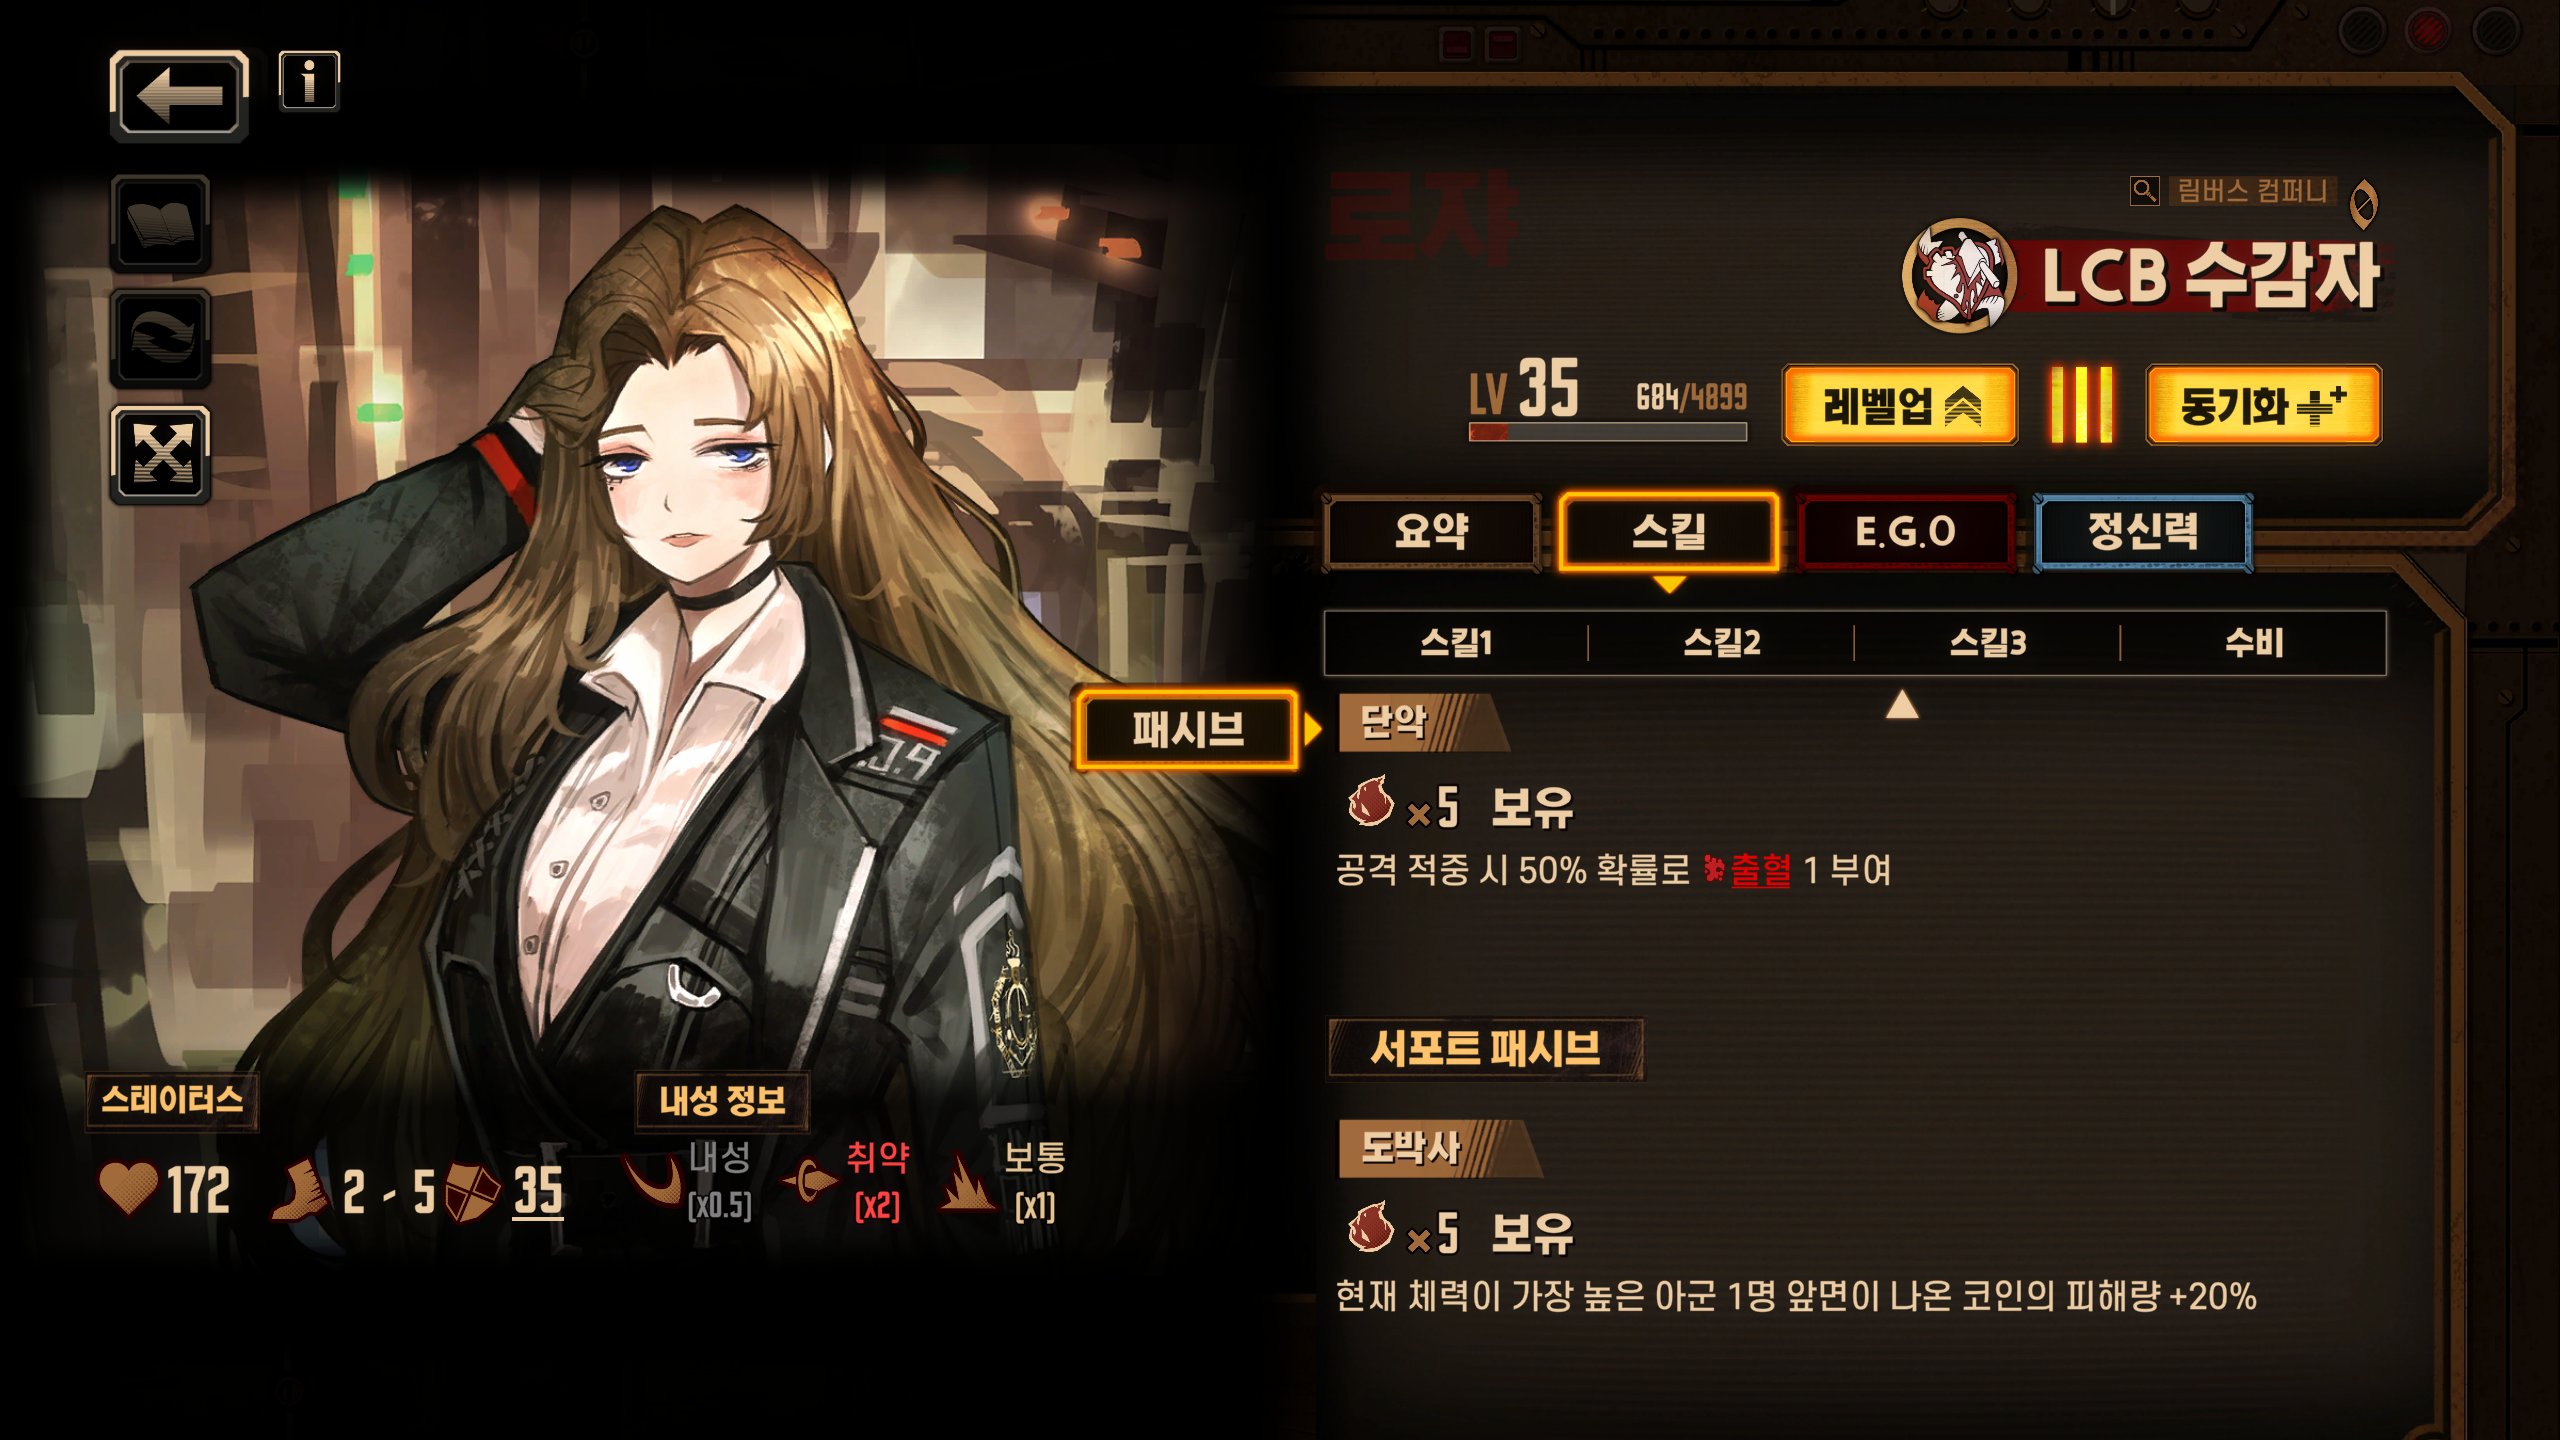 로쟈
림버스 컴퍼니
LCB 수감자
LV 35 684/4899 레벨업 동기화
요약 스킬 E.G.O 정신력
스킬1 스킬2 스킬3 수비
패시브
단악
×5 보유
공격 적중 시 50% 확률로 출혈 1 부여
서포트 패시브
도박사
×5 보유
현재 체력이 가장 높은 아군 1명 앞면이 나온 코인의 피해량 +20%
스테이터스
172 2 - 5 35
내성 정보
내성 취약 보통
[x0.5] [x2] [x1]